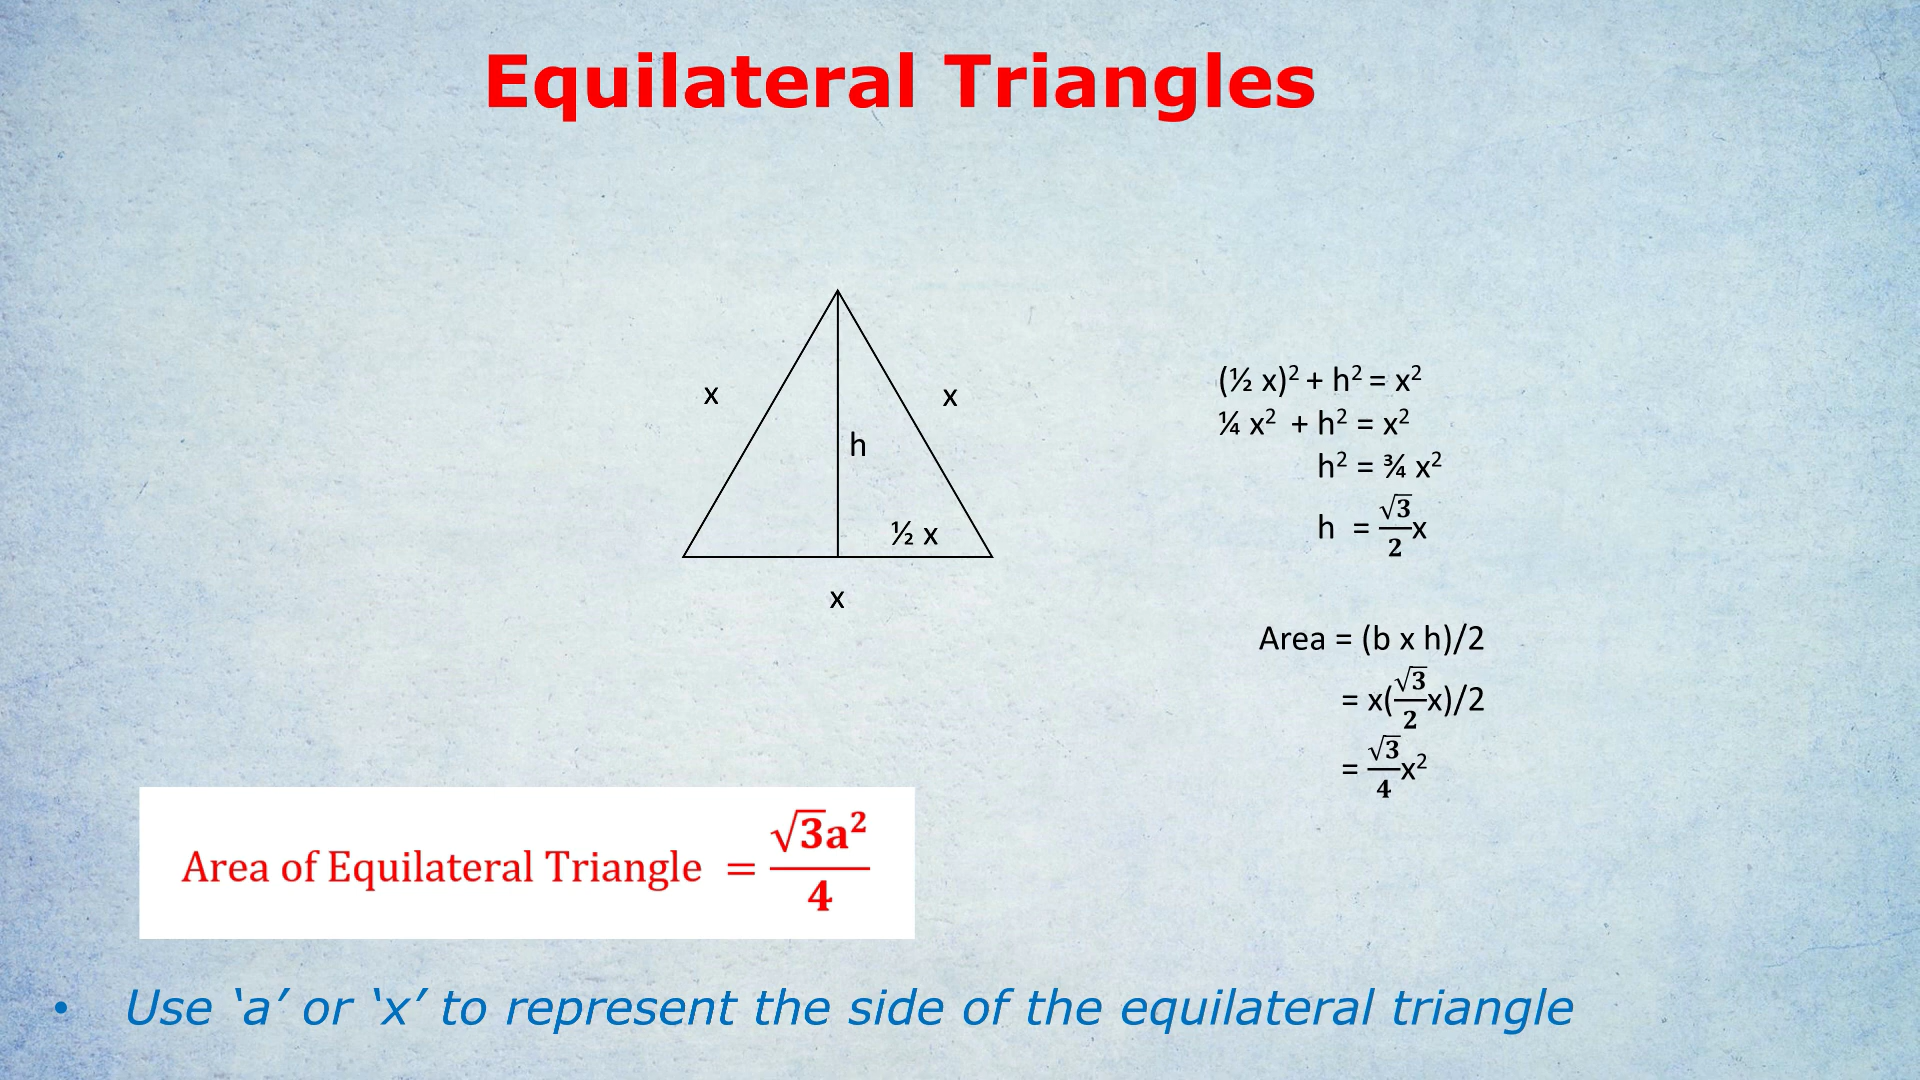 Equilateral Triangles
x
x
h
½ x
x
(½ x)² + h² = x²
¼ x² + h² = x²
h² = ¾ x²
h = √3/2 x
Area = (b x h)/2
= x(√3/2 x)/2
= √3/4 x²
Area of Equilateral Triangle = √3a²/4
• Use ‘a’ or ‘x’ to represent the side of the equilateral triangle